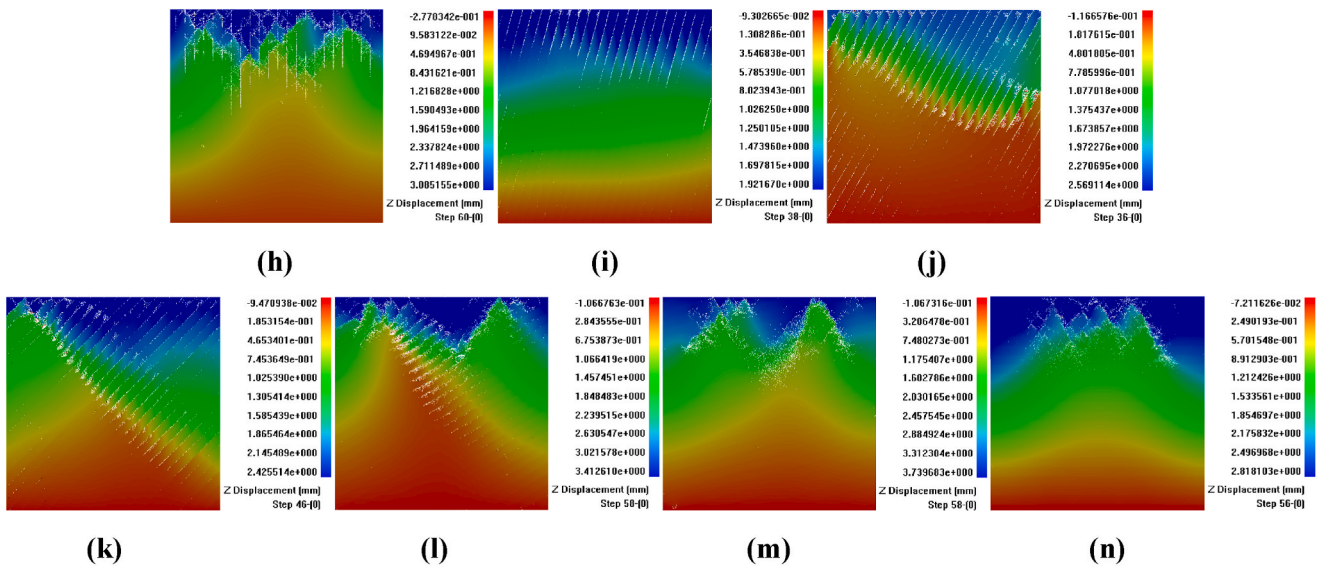 -2.770342e-001
9.583122e-002
4.694967e-001
8.431621e-001
1.216828e+000
1.590493e+000
1.964159e+000
2.337824e+000
2.711489e+000
3.085155e+000
Z Displacement (mm)
Step 60-(0)
-9.302665e-002
1.308286e-001
3.546838e-001
5.785390e-001
8.023943e-001
1.026250e+000
1.250105e+000
1.473960e+000
1.697815e+000
1.921670e+000
Z Displacement (mm)
Step 38-(0)
-1.166576e-001
1.817615e-001
4.801805e-001
7.785996e-001
1.077018e+000
1.375437e+000
1.673857e+000
1.972276e+000
2.270695e+000
2.569114e+000
Z Displacement (mm)
Step 36-(0)
(h)
(i)
(j)
-9.470938e-002
1.853154e-001
4.653401e-001
7.453649e-001
1.025390e+000
1.305414e+000
1.585439e+000
1.865464e+000
2.145489e+000
2.425514e+000
Z Displacement (mm)
Step 46-(0)
-1.066763e-001
2.843555e-001
6.753873e-001
1.066419e+000
1.457451e+000
1.848483e+000
2.239515e+000
2.630547e+000
3.021578e+000
3.412610e+000
Z Displacement (mm)
Step 58-(0)
-1.067316e-001
3.206478e-001
7.480273e-001
1.175407e+000
1.602786e+000
2.030165e+000
2.457545e+000
2.884924e+000
3.312304e+000
3.739683e+000
Z Displacement (mm)
Step 58-(0)
-7.211626e-002
2.490193e-001
5.701548e-001
8.912903e-001
1.212426e+000
1.533561e+000
1.854697e+000
2.175832e+000
2.496968e+000
2.818103e+000
Z Displacement (mm)
Step 56-(0)
(k)
(l)
(m)
(n)